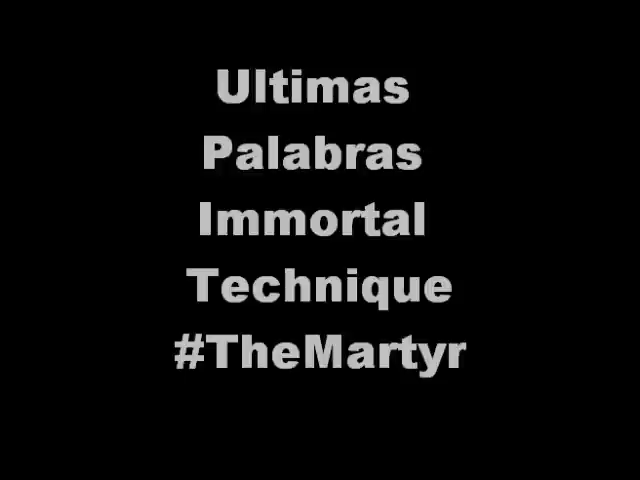 Ultimas
Palabras
Immortal
Technique
#TheMartyr